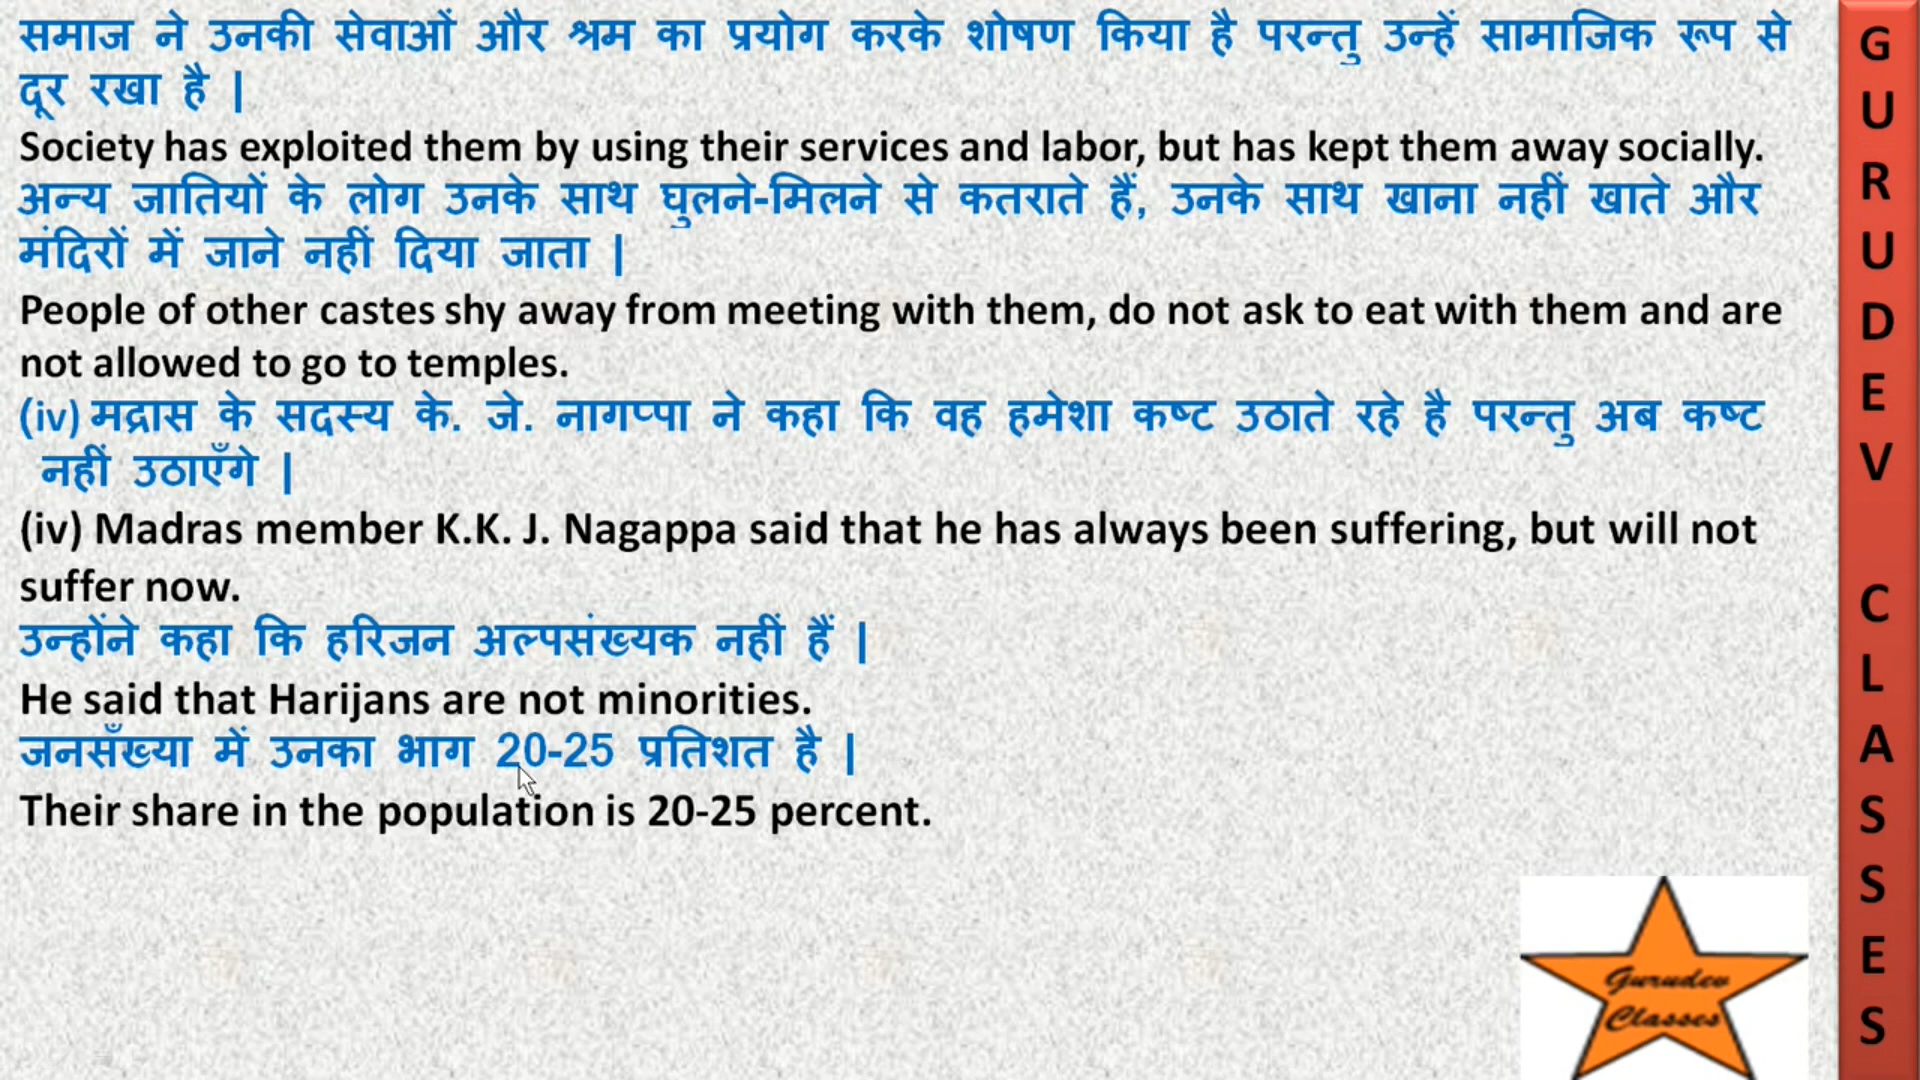 समाज ने उनकी सेवाओं और श्रम का प्रयोग करके शोषण किया है परन्तु उन्हें सामाजिक रूप से
दूर रखा है |
Society has exploited them by using their services and labor, but has kept them away socially.
अन्य जातियों के लोग उनके साथ घुलने-मिलने से कतराते हैं, उनके साथ खाना नहीं खाते और
मंदिरों में जाने नहीं दिया जाता |
People of other castes shy away from meeting with them, do not ask to eat with them and are
not allowed to go to temples.
(iv) मद्रास के सदस्य के. जे. नागप्पा ने कहा कि वह हमेशा कष्ट उठाते रहे है परन्तु अब कष्ट
नहीं उठाएँगे |
(iv) Madras member K.K. J. Nagappa said that he has always been suffering, but will not
suffer now.
उन्होंने कहा कि हरिजन अल्पसंख्यक नहीं हैं |
He said that Harijans are not minorities.
जनसँख्या में उनका भाग 20-25 प्रतिशत है |
Their share in the population is 20-25 percent.
GURUDEV CLASSES
Gurudev
Classes